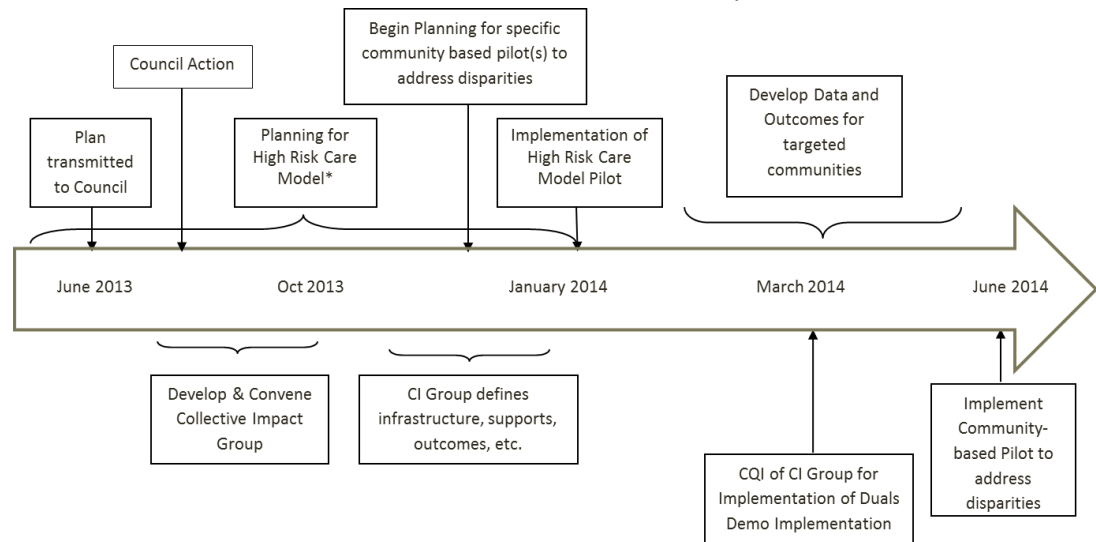 Begin Planning for specific
community based pilot(s) to
address disparities
Council Action
Develop Data and
Outcomes for
targeted
communities
Plan
transmitted
to Council
Planning for
High Risk Care
Model*
Implementation of
High Risk Care
Model Pilot
June 2013
Oct 2013
January 2014
March 2014
June 2014
Develop & Convene
Collective Impact
Group
CI Group defines
infrastructure, supports,
outcomes, etc.
CQI of CI Group for
Implementation of Duals
Demo Implementation
Implement
Community-
based Pilot to
address
disparities